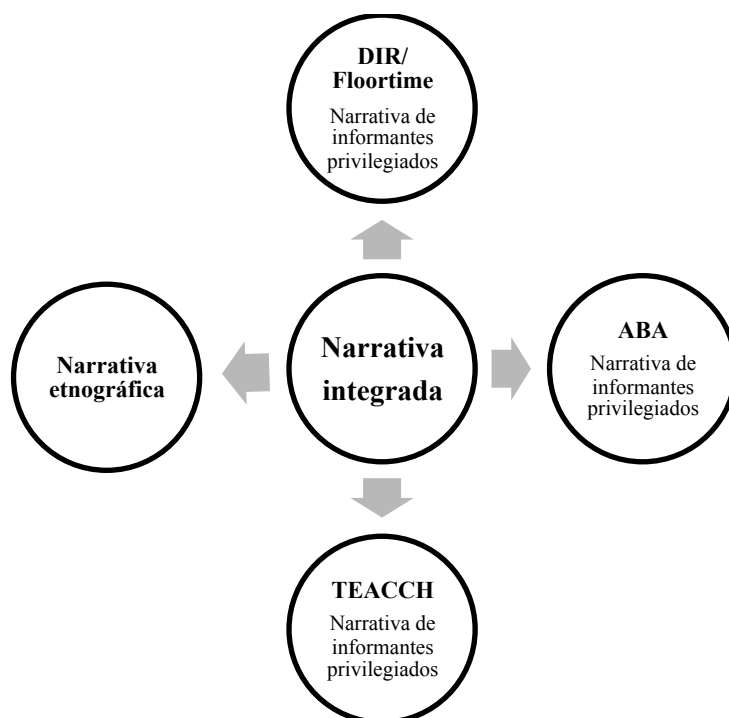 DIR/
Floortime
Narrativa de
informantes
privilegiados
Narrativa
etnográfica
Narrativa
integrada
ABA
Narrativa de
informantes
privilegiados
TEACCH
Narrativa de
informantes
privilegiados